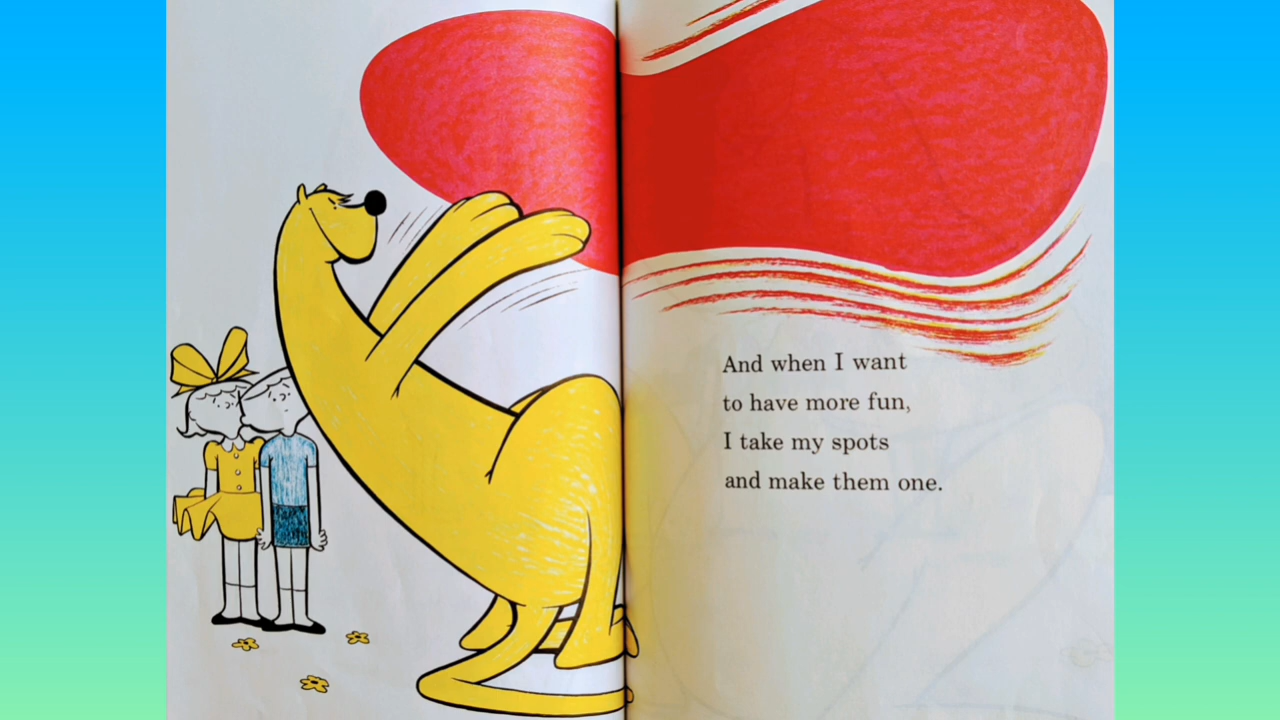 And when I want
to have more fun,
I take my spots
and make them one.